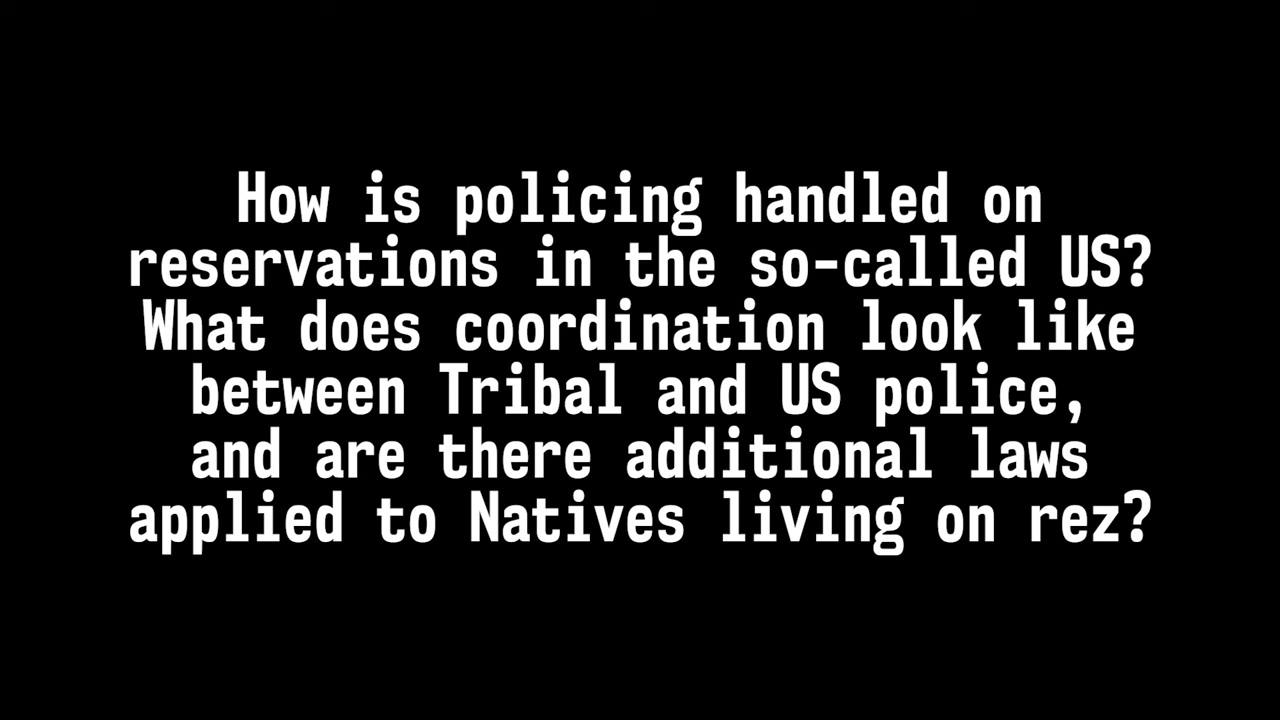 How is policing handled on
reservations in the so-called US?
What does coordination look like
between Tribal and US police,
and are there additional laws
applied to Natives living on rez?